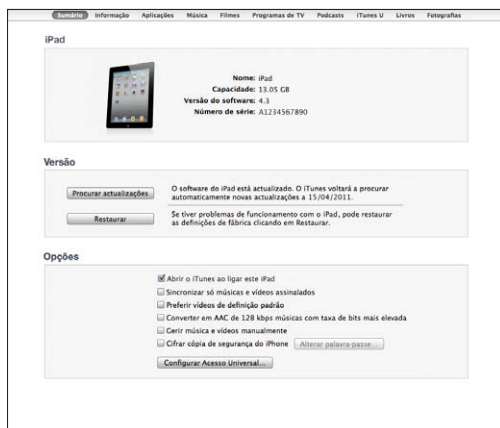 Sumário Informação Aplicações Música Filmes Programas de TV Podcasts iTunes U Livros Fotografias
iPad
Nome: iPad
Capacidade: 13.05 GB
Versão do software: 4.3
Número de série: A1234567890
Versão
Procurar actualizações
O software do iPad está actualizado. O iTunes voltará a procurar
automaticamente novas actualizações a 15/04/2011.
Restaurar
Se tiver problemas de funcionamento com o iPad, pode restaurar
as definições de fábrica clicando em Restaurar.
Opções
Abrir o iTunes ao ligar este iPad
Sincronizar só músicas e vídeos assinalados
Preferir vídeos de definição padrão
Converter em AAC de 128 kbps músicas com taxa de bits mais elevada
Gerir música e vídeos manualmente
Cifrar cópia de segurança do iPhone Alterar palavra-passe...
Configurar Acesso Universal...